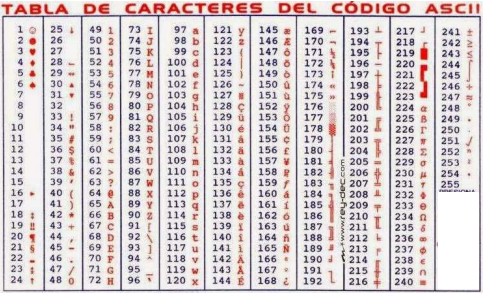 TABLA DE CARACTERES DEL CÓDIGO ASCII
1 ☺ 25 ↓ 49 1 73 I 97 a 121 y 145 æ 169 ⌐ 193 ┴ 217 ┘ 241 ±
2 ☻ 26 50 2 74 J 98 b 122 z 146 Æ 170 ¬ 194 ┬ 218 ┌ 242 ≥
3 ♥ 27 51 3 75 K 99 c 123 { 147 ô 171 ½ 195 ├ 219 █ 243 ≤
4 ♦ 28 ∟ 52 4 76 L 100 d 124 | 148 ö 172 ¼ 196 ─ 220 ▄ 244 ⌠
5 ♣ 29 ↔ 53 5 77 M 101 e 125 } 149 ò 173 ¡ 197 ┼ 221 ▌ 245 ⌡
6 ♠ 30 ▲ 54 6 78 N 102 f 126 ~ 150 û 174 « 198 ╞ 222 ▐ 246 ÷
7 31 ▼ 55 7 79 O 103 g 127 151 ù 175 » 199 ╟ 223 ▀ 247 ≈
8 32 56 8 80 P 104 h 128 Ç 152 ÿ 176 ░ 200 ╚ 224 α 248 °
9 33 ! 57 9 81 Q 105 i 129 ü 153 Ö 177 ▒ 201 ╔ 225 ß 249 ∙
10 34 " 58 : 82 R 106 j 130 é 154 Ü 178 ▓ 202 ╩ 226 Γ 250 ·
11 35 # 59 ; 83 S 107 k 131 â 155 ¢ 179 │ 203 ╦ 227 π 251 √
12 36 $ 60 < 84 T 108 l 132 ä 156 £ 180 ┤ 204 ╠ 228 Σ 252 ⁿ
13 37 % 61 = 85 U 109 m 133 à 157 ¥ 181 ╡ 205 ═ 229 σ 253 ²
14 38 & 62 > 86 V 110 n 134 å 158 ₧ 182 ╢ 206 ╬ 230 µ 254 ■
15 39 ' 63 ? 87 W 111 o 135 ç 159 ƒ 183 ╖ 207 ╧ 231 τ 255
16 ► 40 ( 64 @ 88 X 112 p 136 ê 160 á 184 ╕ 208 ╨ 232 Φ
17 ◄ 41 ) 65 A 89 Y 113 q 137 ë 161 í 185 ╣ 209 ╤ 233 Θ
18 ↕ 42 * 66 B 90 Z 114 r 138 è 162 ó 186 ║ 210 ╥ 234 Ω
19 ‼ 43 + 67 C 91 [ 115 s 139 ï 163 ú 187 ╗ 211 ╙ 235 δ
20 ¶ 44 , 68 D 92 \ 116 t 140 î 164 ñ 188 ╝ 212 ╘ 236 ∞
21 § 45 - 69 E 93 ] 117 u 141 ì 165 Ñ 189 ╜ 213 ╒ 237 φ
22 ▬ 46 . 70 F 94 ^ 118 v 142 Ä 166 ª 190 ╛ 214 ╓ 238 ε
23 ↨ 47 / 71 G 95 _ 119 w 143 Å 167 º 191 ┐ 215 ╫ 239 ∩
24 ↑ 48 0 72 H 96 ` 120 x 144 É 168 ¿ 192 └ 216 ╪ 240 ≡